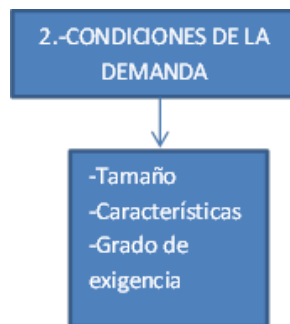 2.-CONDICIONES DE LA
DEMANDA
-Tamaño
-Características
-Grado de
exigencia